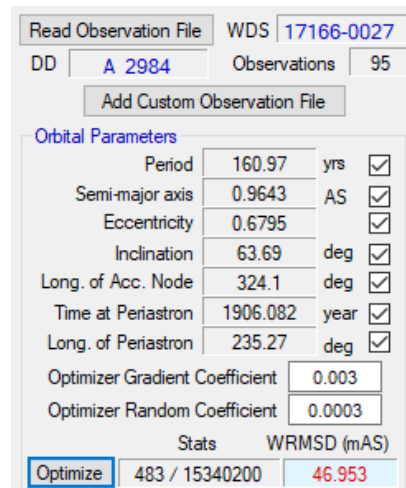 Read Observation File WDS 17166-0027
DD A 2984 Observations 95
Add Custom Observation File
Orbital Parameters
Period 160.97 yrs
Semi-major axis 0.9643 AS
Eccentricity 0.6795
Inclination 63.69 deg
Long. of Acc. Node 324.1 deg
Time at Periastron 1906.082 year
Long. of Periastron 235.27 deg
Optimizer Gradient Coefficient 0.003
Optimizer Random Coefficient 0.0003
Stats WRMSD (mAS)
Optimize 483 / 15340200 46.953